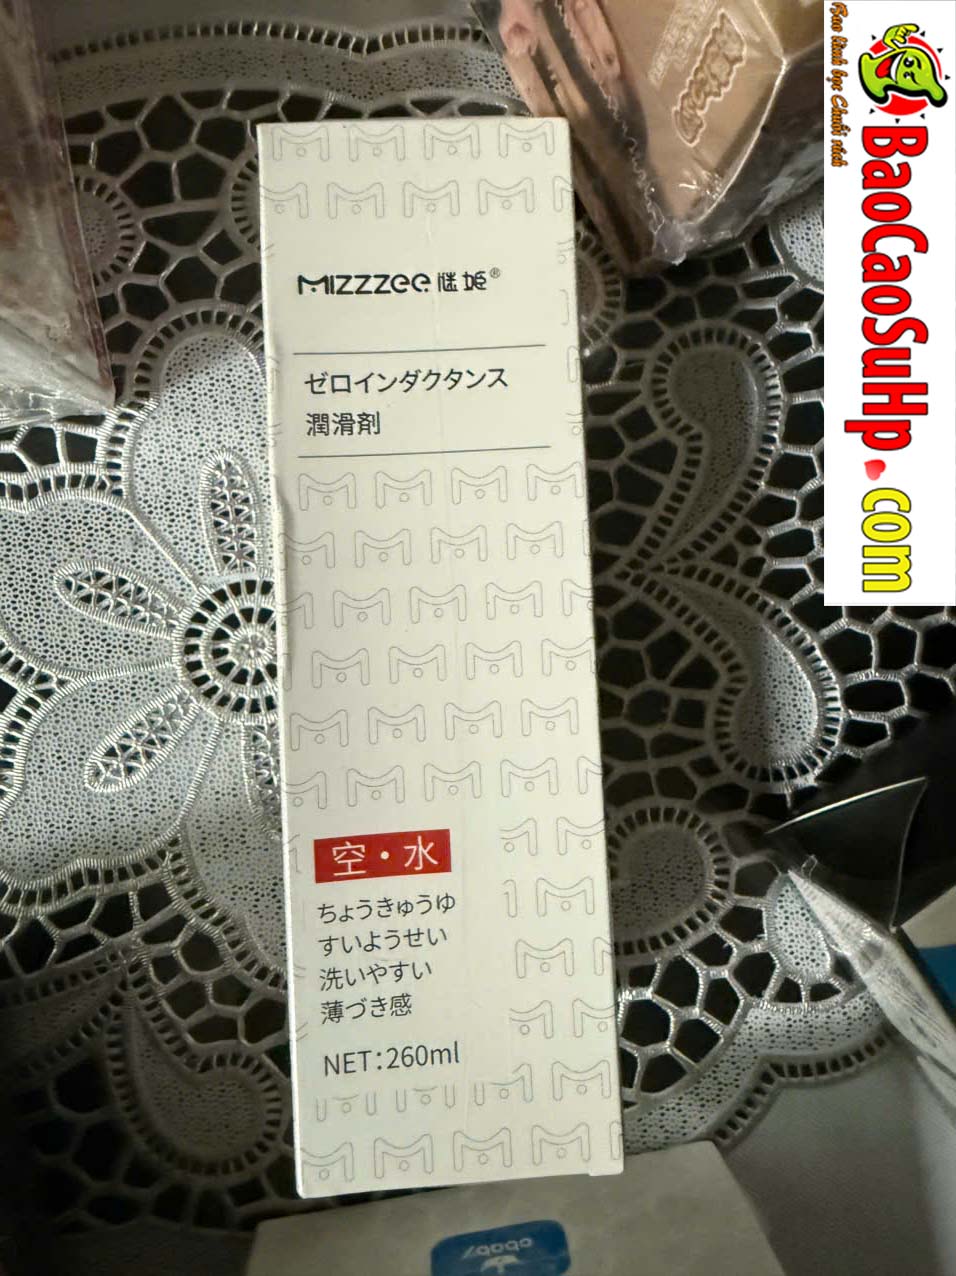 Mizzzee 谜姬®
ゼロインダクタンス
潤滑剤
空・水
ちょうきゅうゆ
すいようせい
洗いやすい
薄づき感
NET:260ml
BaoCaoSuHp.com